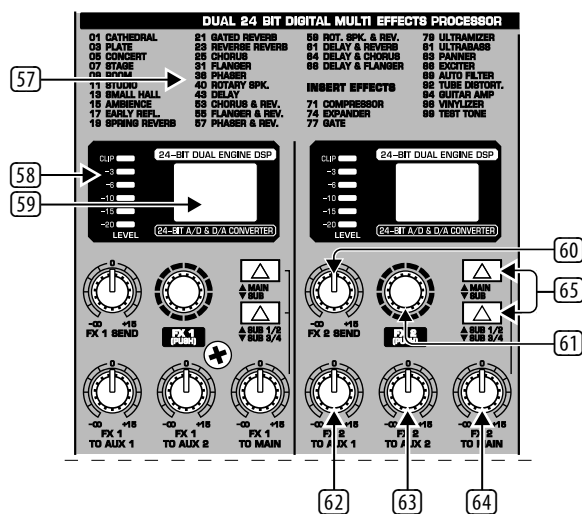 DUAL 24 BIT DIGITAL MULTI EFFECTS PROCESSOR
01 CATHEDRAL
03 PLATE
05 CONCERT
07 STAGE
09 ROOM
11 STUDIO
13 SMALL HALL
15 AMBIENCE
17 EARLY REFL.
19 SPRING REVERB
21 GATED REVERB
23 REVERSE REVERB
25 CHORUS
31 FLANGER
36 PHASER
40 ROTARY SPK.
43 DELAY
53 CHORUS & REV.
55 FLANGER & REV.
57 PHASER & REV.
59 ROT. SPK. & REV.
61 DELAY & REVERB
64 DELAY & CHORUS
66 DELAY & FLANGER
INSERT EFFECTS
71 COMPRESSOR
74 EXPANDER
77 GATE
79 ULTRAMIZER
81 ULTRABASS
83 PANNER
86 EXCITER
89 AUTO FILTER
92 TUBE DISTORT.
94 GUITAR AMP
96 VINYLIZER
99 TEST TONE
57
58
59
CLIP
-3
-6
-10
-15
-20
LEVEL
24-BIT DUAL ENGINE DSP
24-BIT A/D & D/A CONVERTER
CLIP
-3
-6
-10
-15
-20
LEVEL
24-BIT DUAL ENGINE DSP
24-BIT A/D & D/A CONVERTER
60
65
61
0
-∞ +15
FX 1 SEND
FX 1
(PUSH)
▲ MAIN
▼ SUB
▲ SUB 1/2
▼ SUB 3/4
0
-∞ +15
FX 2 SEND
FX 2
(PUSH)
▲ MAIN
▼ SUB
▲ SUB 1/2
▼ SUB 3/4
0
-∞ +15
FX 1
TO AUX 1
0
-∞ +15
FX 1
TO AUX 2
0
-∞ +15
FX 1
TO MAIN
0
-∞ +15
FX 2
TO AUX 1
0
-∞ +15
FX 2
TO AUX 2
0
-∞ +15
FX 2
TO MAIN
62
63
64